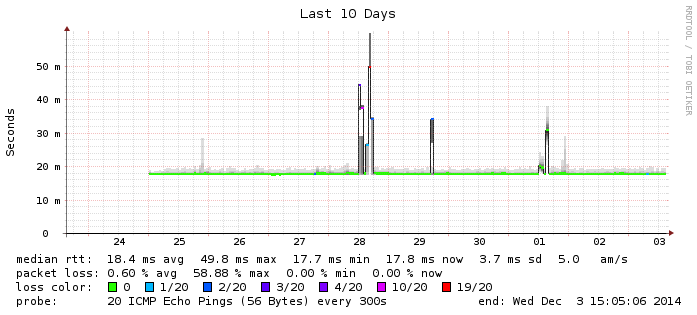 Last 10 Days
RRDTOOL / TOBI OETIKER
Seconds
50 m
40 m
30 m
20 m
10 m
0
24 25 26 27 28 29 30 01 02 03
median rtt: 18.4 ms avg 49.8 ms max 17.7 ms min 17.8 ms now 3.7 ms sd 5.0 am/s
packet loss: 0.60 % avg 58.88 % max 0.00 % min 0.00 % now
loss color: 0 1/20 2/20 3/20 4/20 10/20 19/20
probe: 20 ICMP Echo Pings (56 Bytes) every 300s end: Wed Dec 3 15:05:06 2014